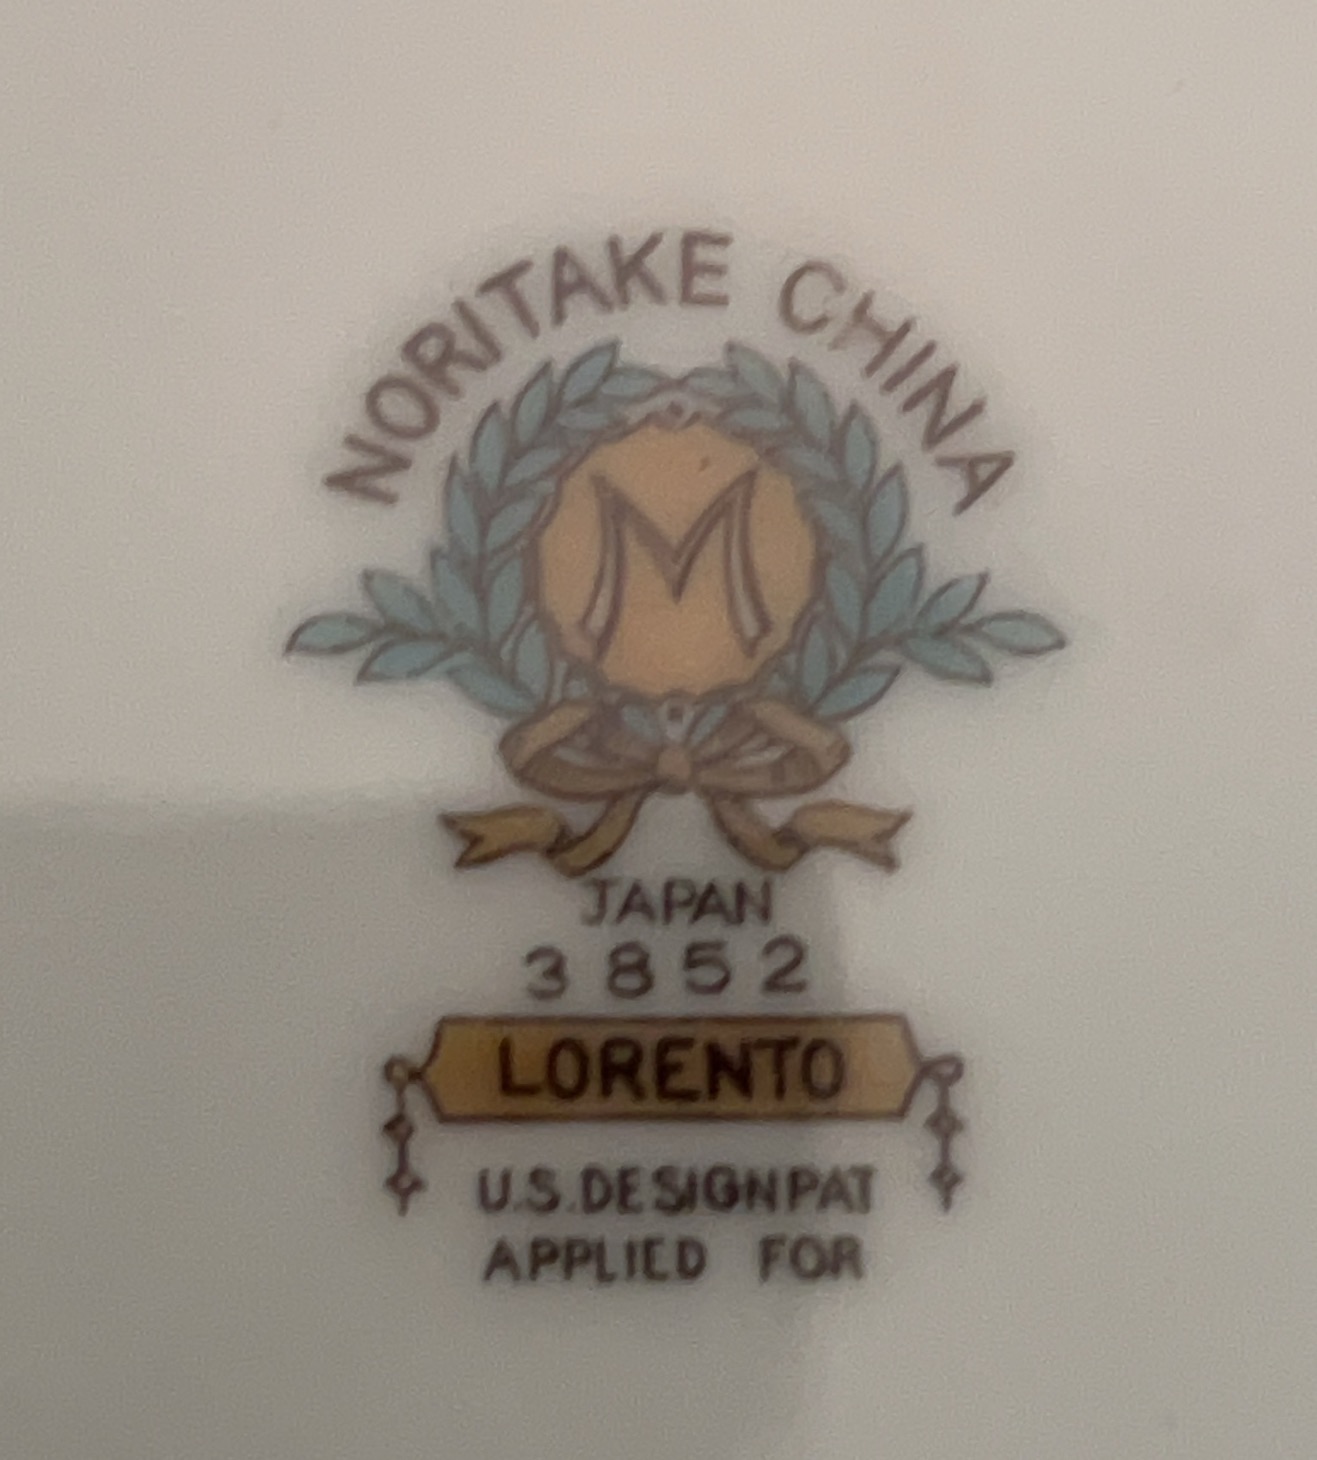 NORITAKE CHINA
M
JAPAN
3852
LORENTO
U.S.DESIGN PAT
APPLIED FOR